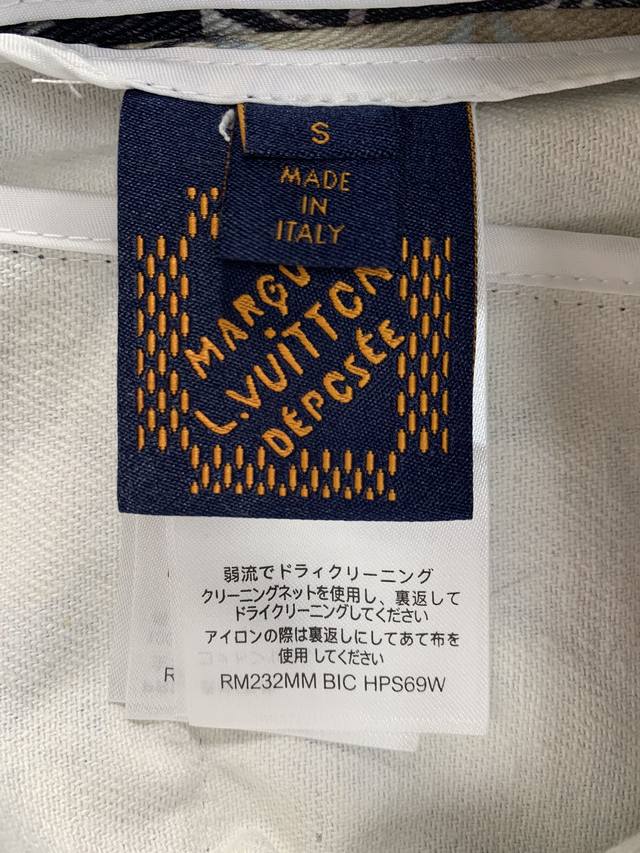 S
MADE
IN
ITALY
MARQU
L.VUITTON
DÉPOSÉE
弱流でドライクリーニング
クリーニングネットを使用し、裏返して
ドライクリーニングしてください
アイロンの際は裏返しにしてあて布を
使用 してください
RM232MM BIC HPS69W
R